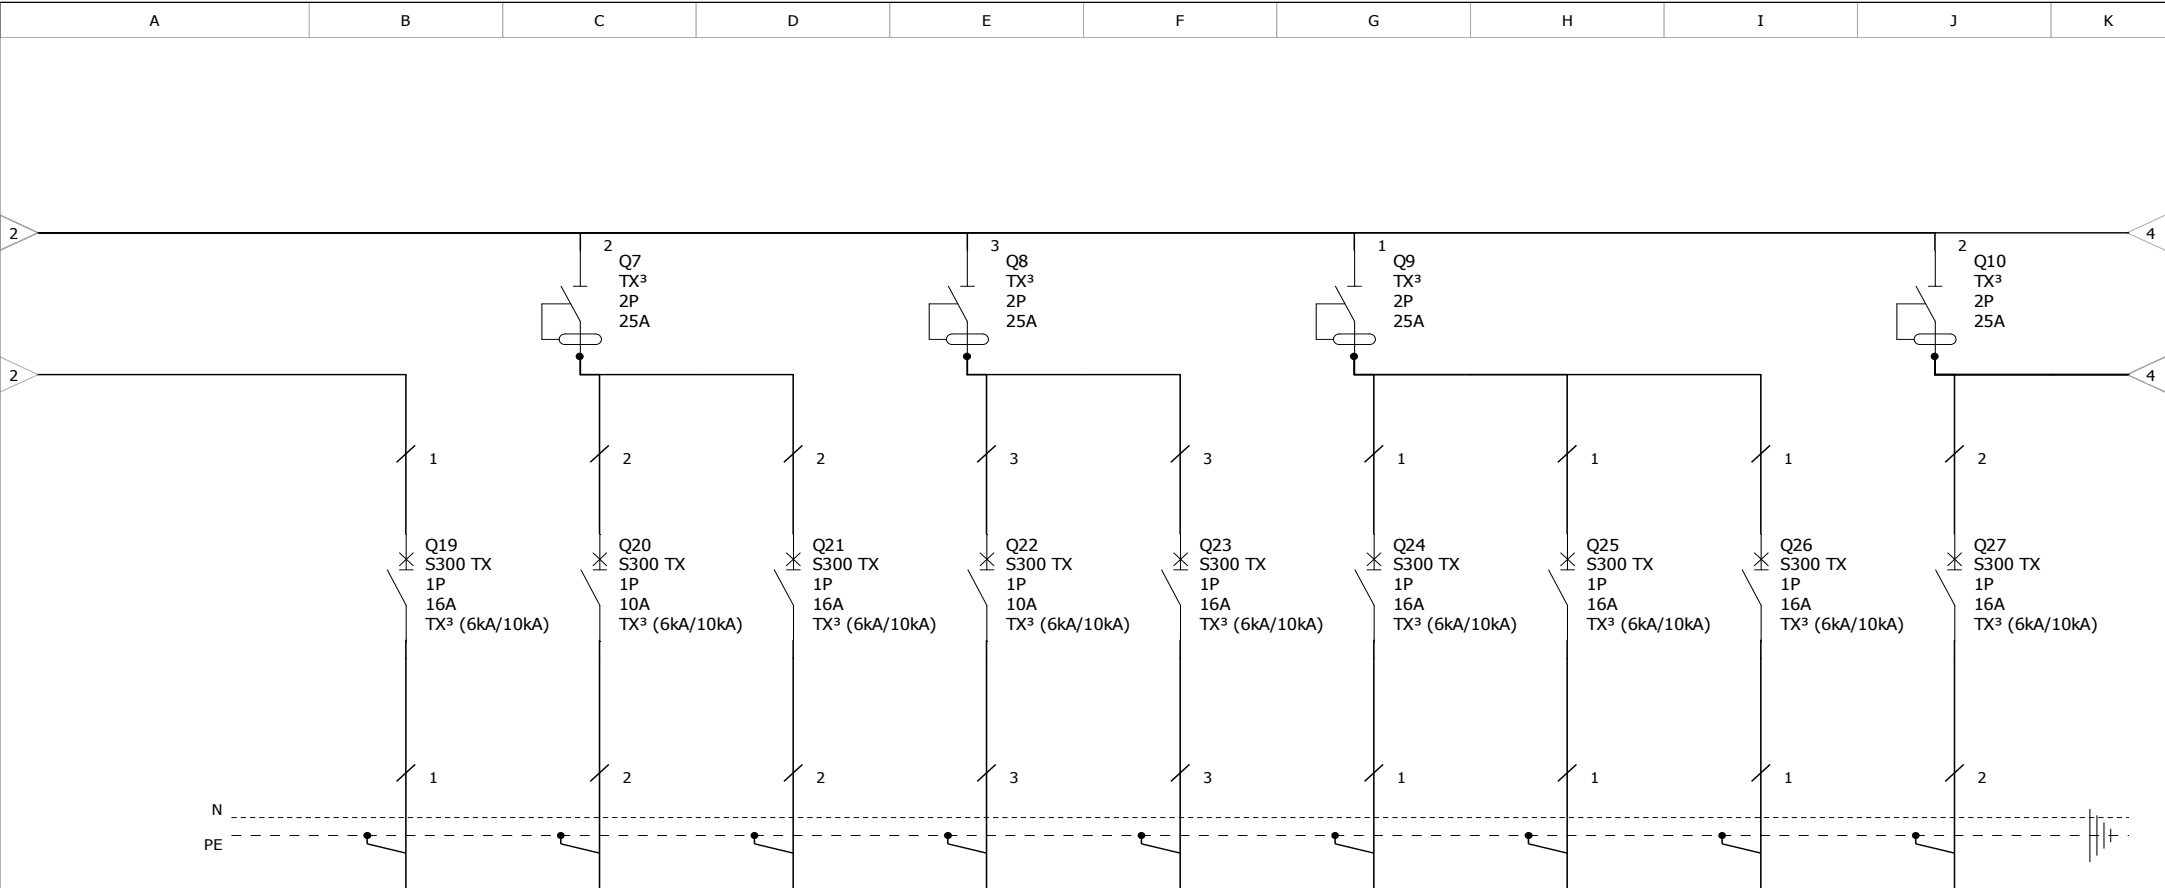 A B C D E F G H I J K
2 4
2 3 1 2
Q7 Q8 Q9 Q10
TX³ TX³ TX³ TX³
2P 2P 2P 2P
25A 25A 25A 25A
2 4
1 2 2 3 3 1 1 1 2
Q19 Q20 Q21 Q22 Q23 Q24 Q25 Q26 Q27
S300 TX S300 TX S300 TX S300 TX S300 TX S300 TX S300 TX S300 TX S300 TX
1P 1P 1P 1P 1P 1P 1P 1P 1P
16A 10A 16A 10A 16A 16A 16A 16A 16A
TX³ (6kA/10kA) TX³ (6kA/10kA) TX³ (6kA/10kA) TX³ (6kA/10kA) TX³ (6kA/10kA) TX³ (6kA/10kA) TX³ (6kA/10kA) TX³ (6kA/10kA) TX³ (6kA/10kA)
1 2 2 3 3 1 1 1 2
N
PE